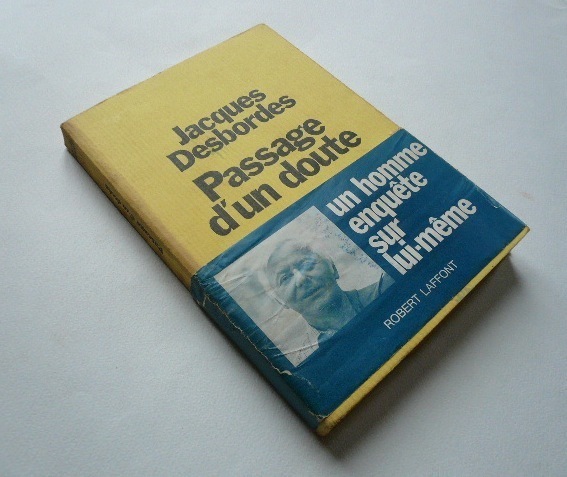 Jacques
Desbordes
Passage
d'un doute
un homme
enquête
sur
lui-même
ROBERT LAFFONT